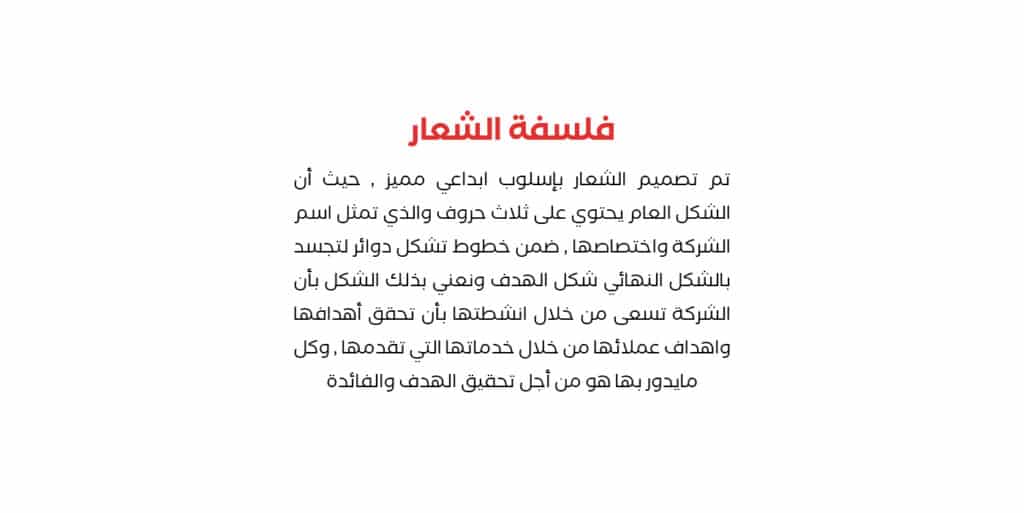 فلسفة الشعار
تم تصميم الشعار بإسلوب ابداعي مميز , حيث أن
الشكل العام يحتوي على ثلاث حروف والذي تمثل اسم
الشركة واختصاصها , ضمن خطوط تشكل دوائر لتجسد
بالشكل النهائي شكل الهدف ونعني بذلك الشكل بأن
الشركة تسعى من خلال انشطتها بأن تحقق أهدافها
واهداف عملائها من خلال خدماتها التي تقدمها , وكل
مايدور بها هو من أجل تحقيق الهدف والفائدة